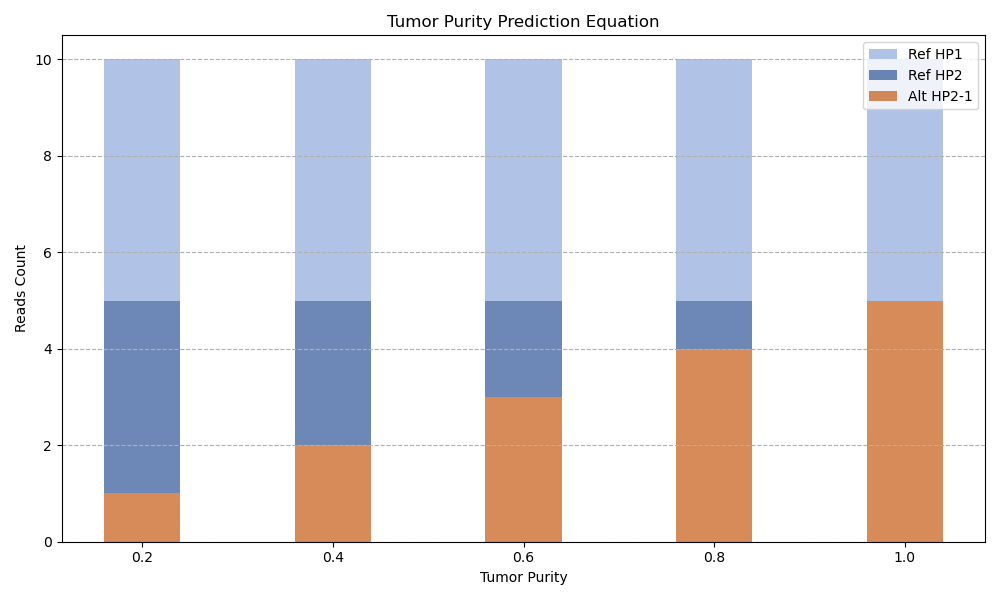 Tumor Purity Prediction Equation
Ref HP1
Ref HP2
Alt HP2-1
Reads Count
10
8
6
4
2
0
0.2 0.4 0.6 0.8 1.0
Tumor Purity